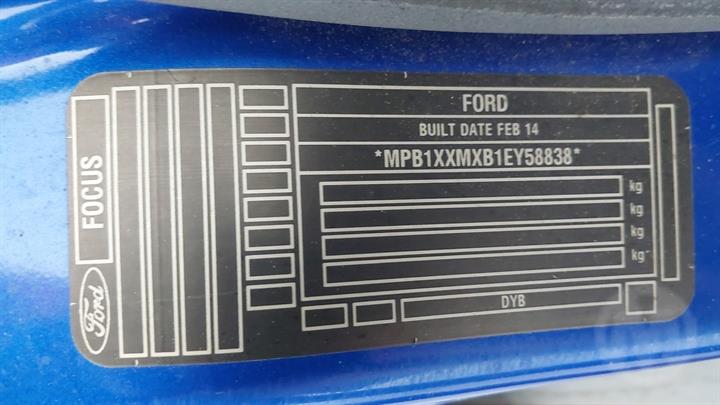 FORD
BUILT DATE FEB 14
*MPB1XXMXB1EY58838*
kg
kg
kg
kg
DYB
FOCUS
Ford